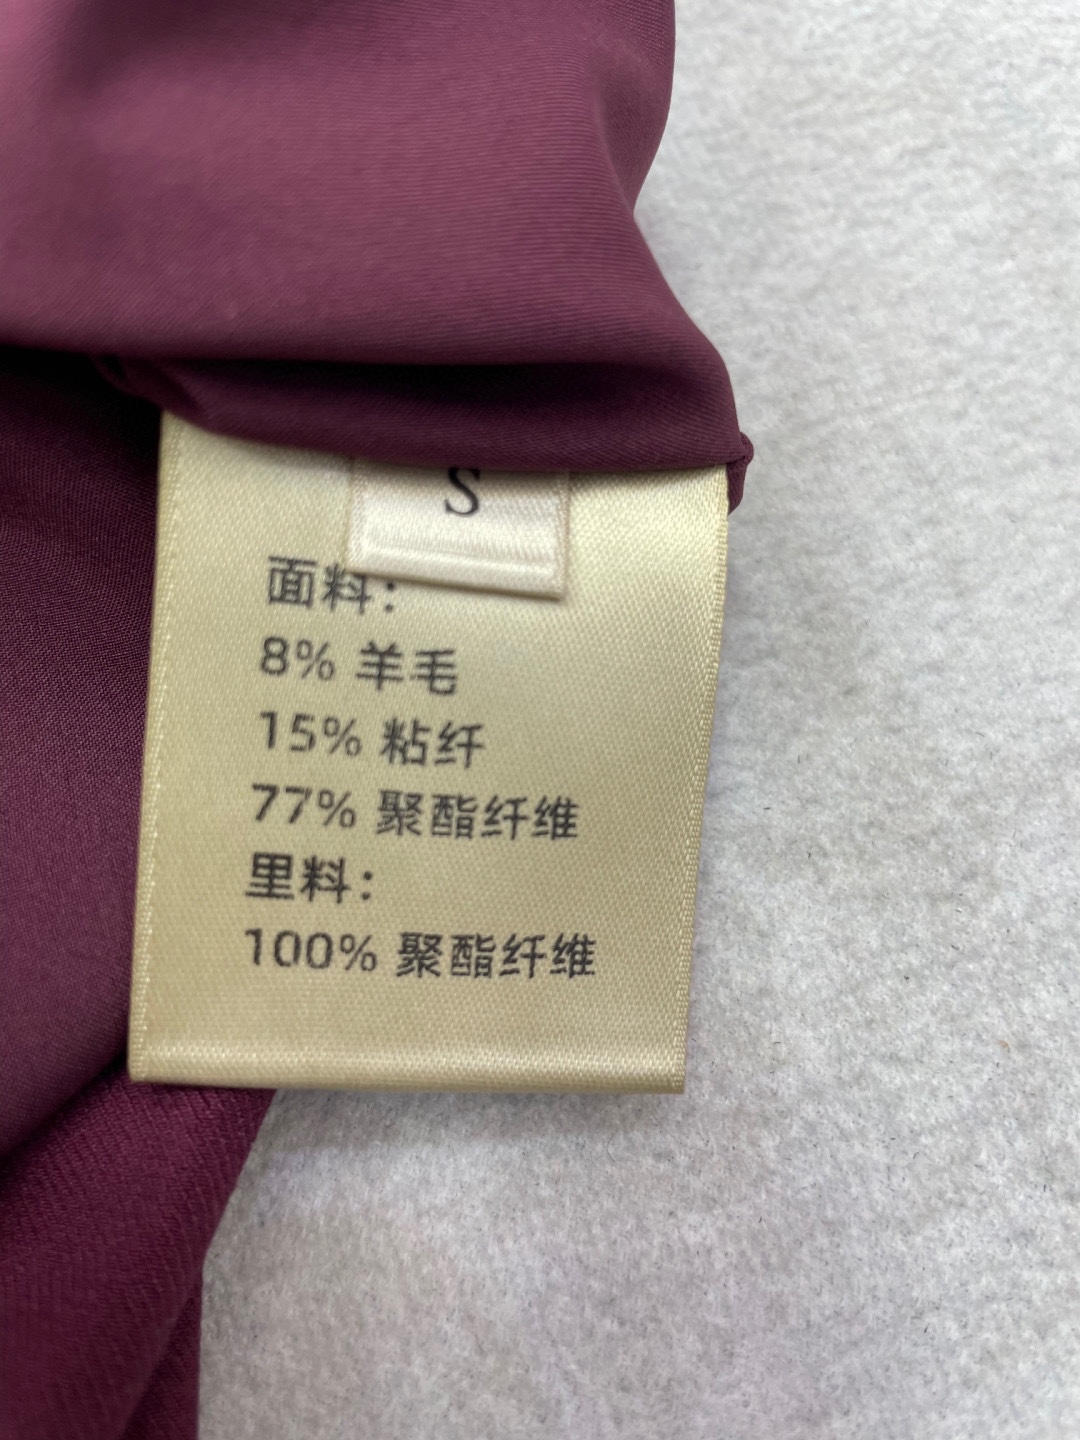 S
面料：
8% 羊毛
15% 粘纤
77% 聚酯纤维
里料：
100% 聚酯纤维